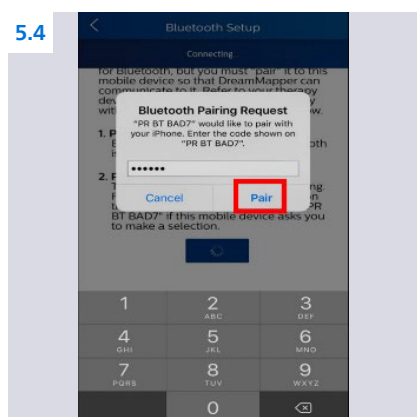 5.4
Bluetooth Setup
Connecting
for Bluetooth, but you must "pair" it to this
mobile device so that DreamMapper can
communicate to it. Refer to your therapy
Bluetooth Pairing Request
"PR BT BAD7" would like to pair with
your iPhone. Enter the code shown on
"PR BT BAD7".
1.
2.
••••••
Cancel
Pair
BT BAD7" if this mobile device asks you
to make a selection.
1
2
ABC
3
DEF
4
GHI
5
JKL
6
MNO
7
PQRS
8
TUV
9
WXYZ
0